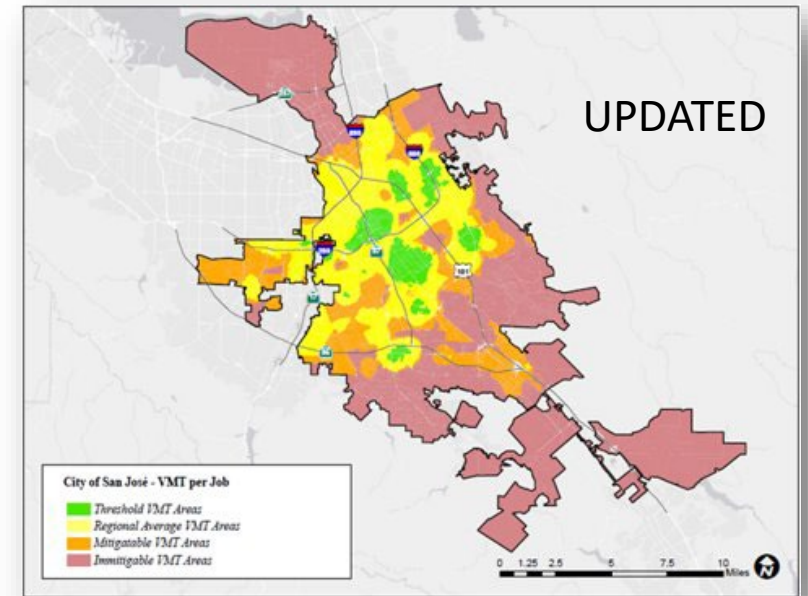 UPDATED
101
City of San José - VMT per Job
Threshold VMT Areas
Regional Average VMT Areas
Mitigatable VMT Areas
Immitigable VMT Areas
0 1.25 2.5 5 7.5 10
Miles
N